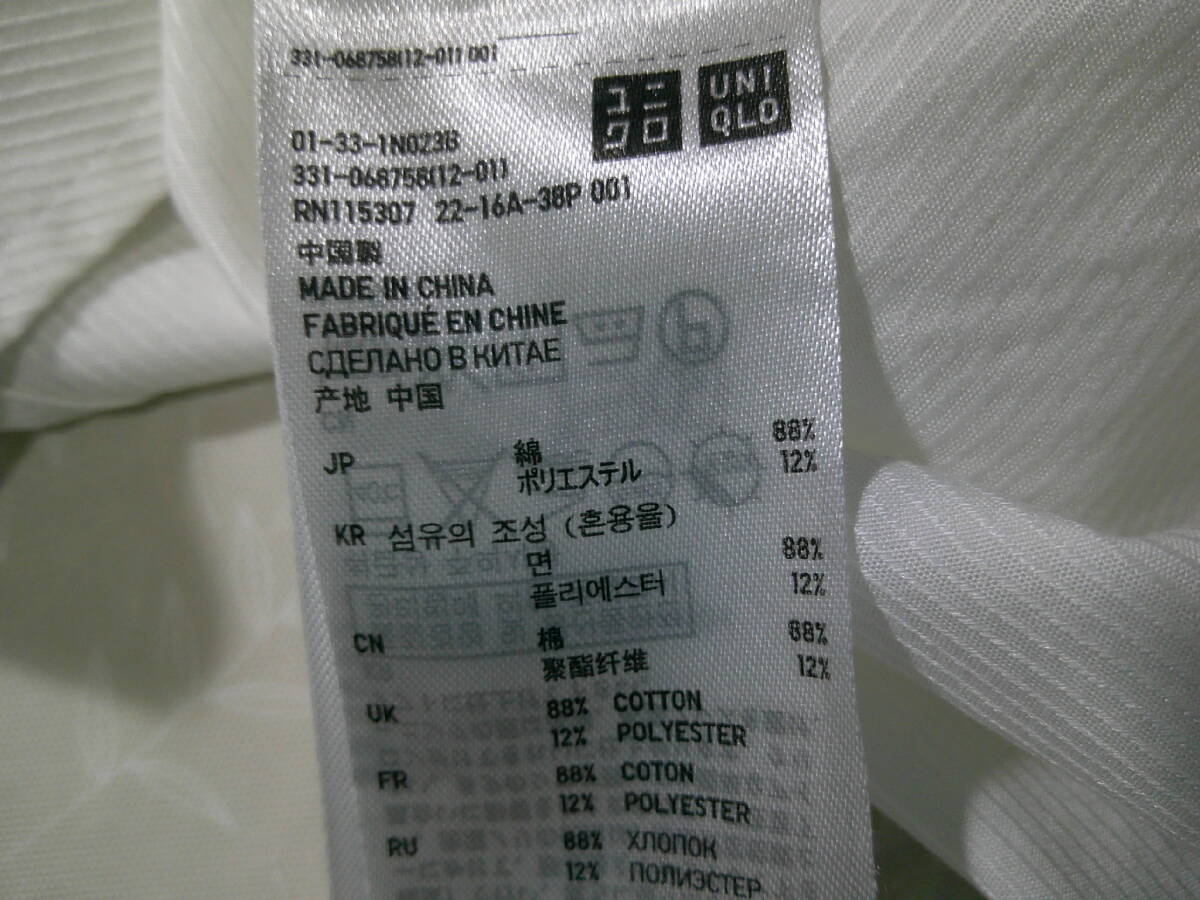 331-068758(12-01) 001
ユニクロ
UNIQLO
01-33-1N023B
331-068758(12-01)
RN115307 22-16A-38P 001
中国製
MADE IN CHINA
FABRIQUÉ EN CHINE
СДЕЛАНО В КИТАЕ
产地 中国
JP 綿 88%
ポリエステル 12%
KR 섬유의 조성 (혼용율)
면 88%
폴리에스터 12%
CN 棉 88%
聚酯纤维 12%
UK 88% COTTON
12% POLYESTER
FR 88% COTON
12% POLYESTER
RU 88% ХЛОПОК
12% ПОЛИЭСТЕР